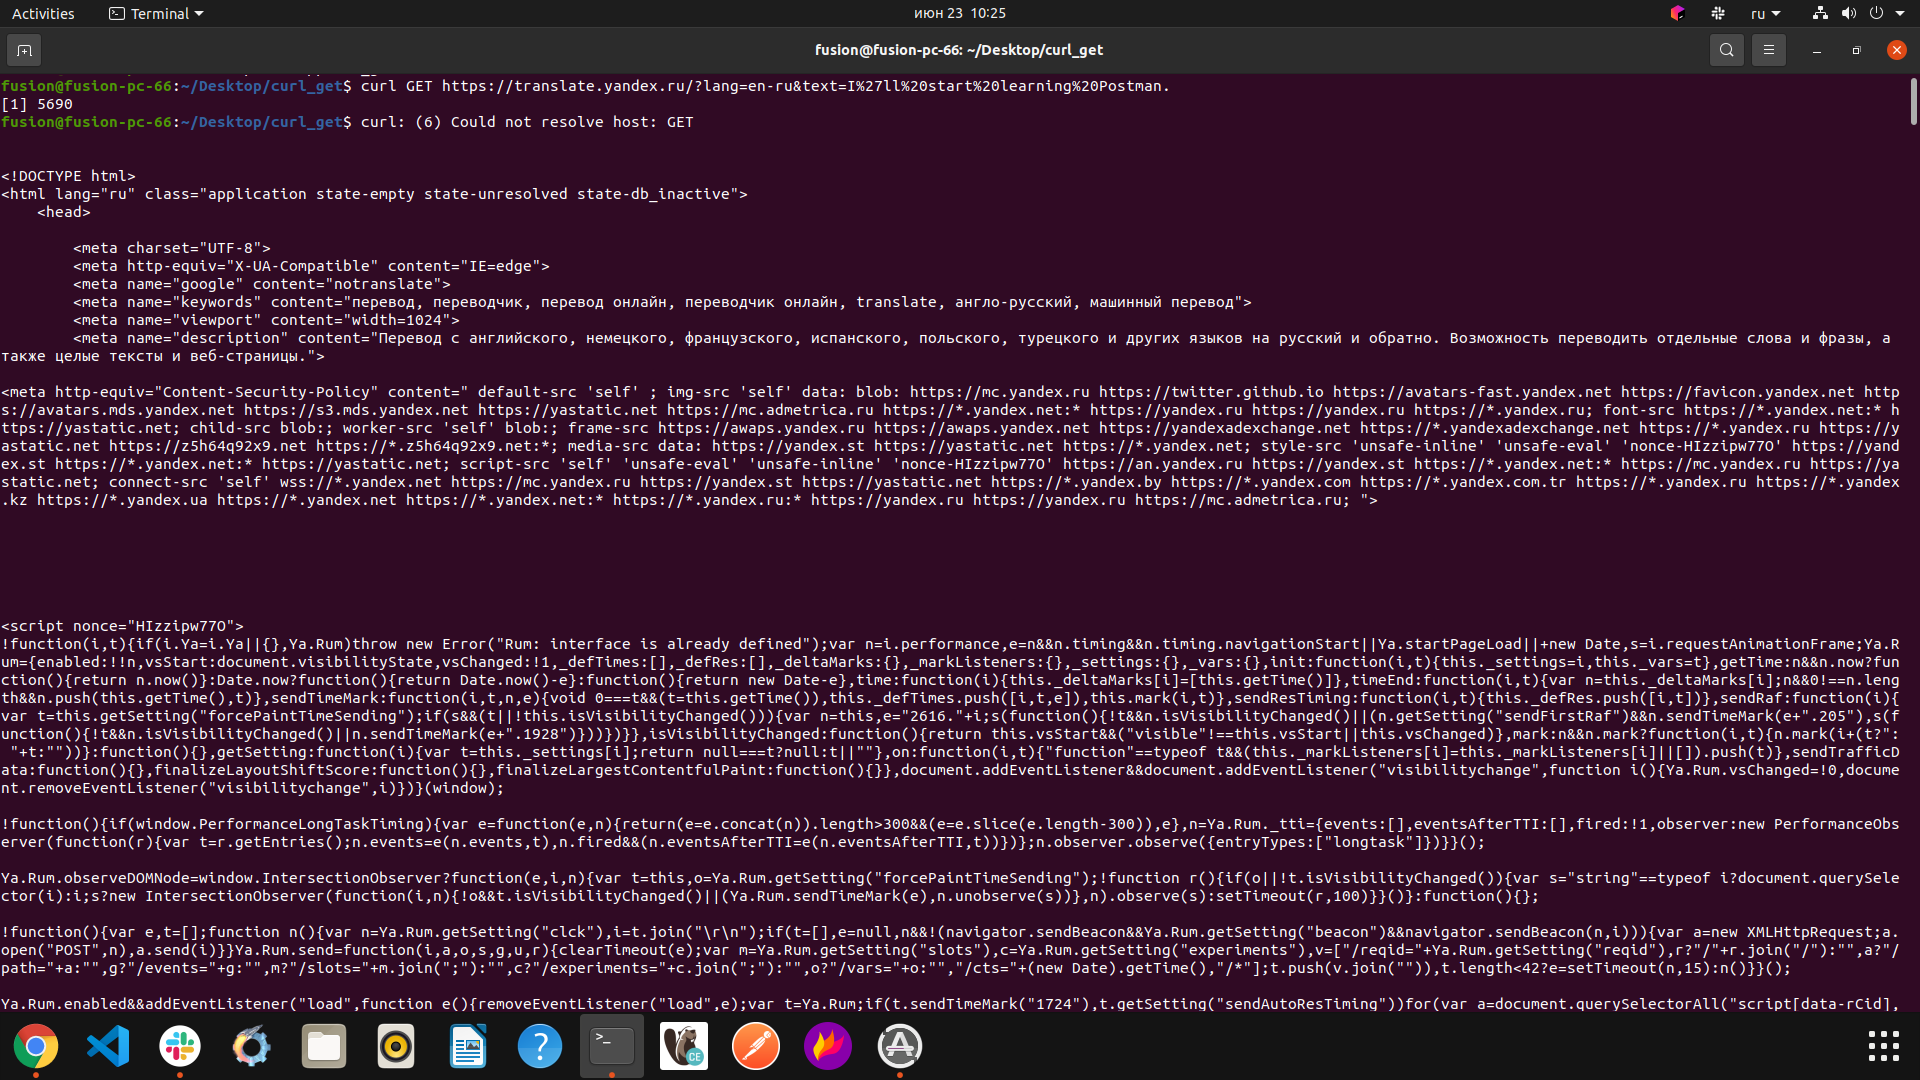 Activities
Terminal
июн 23 10:25
ru
fusion@fusion-pc-66: ~/Desktop/curl_get
fusion@fusion-pc-66:~/Desktop/curl_get$ curl GET https://translate.yandex.ru/?lang=en-ru&text=I%27ll%20start%20learning%20Postman.
[1] 5690
fusion@fusion-pc-66:~/Desktop/curl_get$ curl: (6) Could not resolve host: GET
<!DOCTYPE html>
<html lang="ru" class="application state-empty state-unresolved state-db_inactive">
<head>
<meta charset="UTF-8">
<meta http-equiv="X-UA-Compatible" content="IE=edge">
<meta name="google" content="notranslate">
<meta name="keywords" content="перевод, переводчик, перевод онлайн, переводчик онлайн, translate, англо-русский, машинный перевод">
<meta name="viewport" content="width=1024">
<meta name="description" content="Перевод с английского, немецкого, французского, испанского, польского, турецкого и других языков на русский и обратно. Возможность переводить отдельные слова и фразы, а
также целые тексты и веб-страницы.">
<meta http-equiv="Content-Security-Policy" content=" default-src 'self' ; img-src 'self' data: blob: https://mc.yandex.ru https://twitter.github.io https://avatars-fast.yandex.net https://favicon.yandex.net http
s://avatars.mds.yandex.net https://s3.mds.yandex.net https://yastatic.net https://mc.admetrica.ru https://*.yandex.net:* https://yandex.ru https://yandex.ru https://*.yandex.ru; font-src https://*.yandex.net:* h
ttps://yastatic.net; child-src blob:; worker-src 'self' blob:; frame-src https://awaps.yandex.ru https://awaps.yandex.net https://yandexadexchange.net https://*.yandexadexchange.net https://*.yandex.ru https://y
astatic.net https://z5h64q92x9.net https://*.z5h64q92x9.net:*; media-src data: https://yandex.st https://yastatic.net https://*.yandex.net; style-src 'unsafe-inline' 'unsafe-eval' 'nonce-HIzzipw77O' https://yand
ex.st https://*.yandex.net:* https://yastatic.net; script-src 'self' 'unsafe-eval' 'unsafe-inline' 'nonce-HIzzipw77O' https://an.yandex.ru https://yandex.st https://*.yandex.net:* https://mc.yandex.ru https://ya
static.net; connect-src 'self' wss://*.yandex.net https://mc.yandex.ru https://yandex.st https://yastatic.net https://*.yandex.by https://*.yandex.com https://*.yandex.com.tr https://*.yandex.ru https://*.yandex
.kz https://*.yandex.ua https://*.yandex.net https://*.yandex.net:* https://*.yandex.ru:* https://yandex.ru https://yandex.ru https://mc.admetrica.ru; ">
<script nonce="HIzzipw77O">
!function(i,t){if(i.Ya=i.Ya||{},Ya.Rum)throw new Error("Rum: interface is already defined");var n=i.performance,e=n&&n.timing&&n.timing.navigationStart||Ya.startPageLoad||+new Date,s=i.requestAnimationFrame;Ya.R
um={enabled:!!n,vsStart:document.visibilityState,vsChanged:!1,_defTimes:[],_defRes:[],_deltaMarks:{},_markListeners:{},_settings:{},_vars:{},init:function(i,t){this._settings=i,this._vars=t},getTime:n&&n.now?fun
ction(){return n.now()}:Date.now?function(){return Date.now()-e}:function(){return new Date-e},time:function(i){this._deltaMarks[i]=[this.getTime()]},timeEnd:function(i,t){var n=this._deltaMarks[i];n&&0!==n.leng
th&&n.push(this.getTime(),t)},sendTimeMark:function(i,t,n,e){void 0===t&&(t=this.getTime()),this._defTimes.push([i,t,e]),this.mark(i,t)},sendResTiming:function(i,t){this._defRes.push([i,t])},sendRaf:function(i){
var t=this.getSetting("forcePaintTimeSending");if(s&&(t||!this.isVisibilityChanged())){var n=this,e="2616."+i;s(function(){!t&&n.isVisibilityChanged()||(n.getSetting("sendFirstRaf")&&n.sendTimeMark(e+".205"),s(f
unction(){!t&&n.isVisibilityChanged()||n.sendTimeMark(e+".1928")}))})}},isVisibilityChanged:function(){return this.vsStart&&("visible"!==this.vsStart||this.vsChanged)},mark:n&&n.mark?function(i,t){n.mark(i+(t?":
"+t:""))}:function(){},getSetting:function(i){var t=this._settings[i];return null===t?null:t||""},on:function(i,t){"function"==typeof t&&(this._markListeners[i]=this._markListeners[i]||[]).push(t)},sendTrafficD
ata:function(){},finalizeLayoutShiftScore:function(){},finalizeLargestContentfulPaint:function(){}},document.addEventListener&&document.addEventListener("visibilitychange",function i(){Ya.Rum.vsChanged=!0,docume
nt.removeEventListener("visibilitychange",i)})}(window);
!function(){if(window.PerformanceLongTaskTiming){var e=function(e,n){return(e=e.concat(n)).length>300&&(e=e.slice(e.length-300)),e},n=Ya.Rum._tti={events:[],eventsAfterTTI:[],fired:!1,observer:new PerformanceObs
erver(function(r){var t=r.getEntries();n.events=e(n.events,t),n.fired&&(n.eventsAfterTTI=e(n.eventsAfterTTI,t))})};n.observer.observe({entryTypes:["longtask"]})}}();
Ya.Rum.observeDOMNode=window.IntersectionObserver?function(e,i,n){var t=this,o=Ya.Rum.getSetting("forcePaintTimeSending");!function r(){if(o||!t.isVisibilityChanged()){var s="string"==typeof i?document.querySele
ctor(i):i;s?new IntersectionObserver(function(i,n){!o&&t.isVisibilityChanged()||(Ya.Rum.sendTimeMark(e),n.unobserve(s))},n).observe(s):setTimeout(r,100)}}()}:function(){};
!function(){var e,t=[];function n(){var n=Ya.Rum.getSetting("clck"),i=t.join("\r\n");if(t=[],e=null,n&&!(navigator.sendBeacon&&Ya.Rum.getSetting("beacon")&&navigator.sendBeacon(n,i))){var a=new XMLHttpRequest;a.
open("POST",n),a.send(i)}}Ya.Rum.send=function(i,a,o,s,g,u,r){clearTimeout(e);var m=Ya.Rum.getSetting("slots"),c=Ya.Rum.getSetting("experiments"),v=["/reqid="+Ya.Rum.getSetting("reqid"),r?"/"+r.join("/"):"",a?"/
path="+a:"",g?"/events="+g:"",m?"/slots="+m.join(";"):"",c?"/experiments="+c.join(";"):"",o?"/vars="+o:"","/cts="+(new Date).getTime(),"/*"];t.push(v.join("")),t.length<42?e=setTimeout(n,15):n()}}();
Ya.Rum.enabled&&addEventListener("load",function e(){removeEventListener("load",e);var t=Ya.Rum;if(t.sendTimeMark("1724"),t.getSetting("sendAutoResTiming"))for(var a=document.querySelectorAll("script[data-rCid],
>_
CE